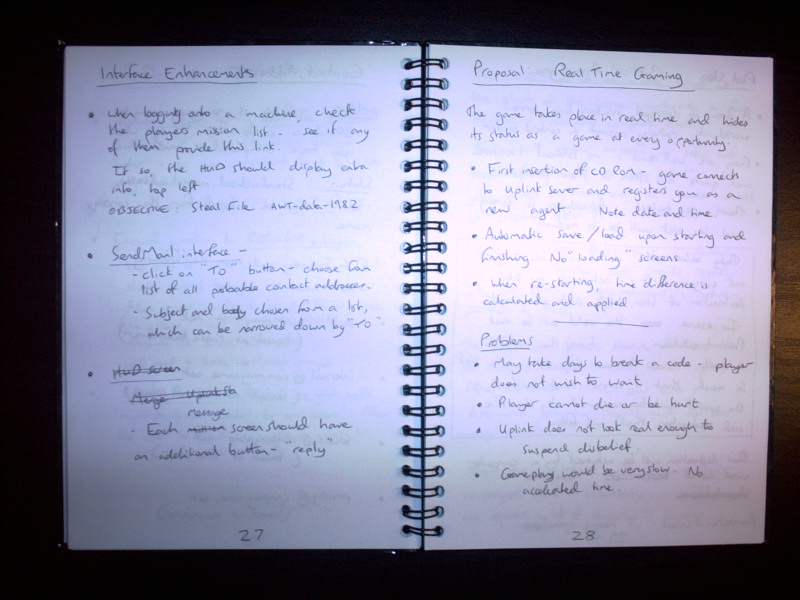 Interface Enhancements
• When logging onto a machine, check
the players mission list - see if any
of them provide this link.
If so, the HUD should display extra
info, top left
OBJECTIVE: Steal File AWT-data-1982
• SendMail interface -
- click on "TO" button - choose from
list of all probable contact addresses.
- Subject and body chosen from a list,
which can be narrowed down by "TO"
• HUD screen
Merge Uplink
message
- Each mission screen should have
an additional button - "reply"
27
Proposal: Real Time Gaming
The game takes place in real time and hides
its status as a game at every opportunity.
• First insertion of CD Rom - game connects
to Uplink sever and registers you as a
new agent Note date and time.
• Automatic save/load upon starting and
finishing. No "loading" screens
• When re-starting, time difference is
calculated and applied
Problems
• May take days to break a code - player
does not wish to wait
• Player cannot die or be hurt
• Uplink does not look real enough to
suspend disbelief.
• Gameplay would be very slow. No
accelerated time.
28